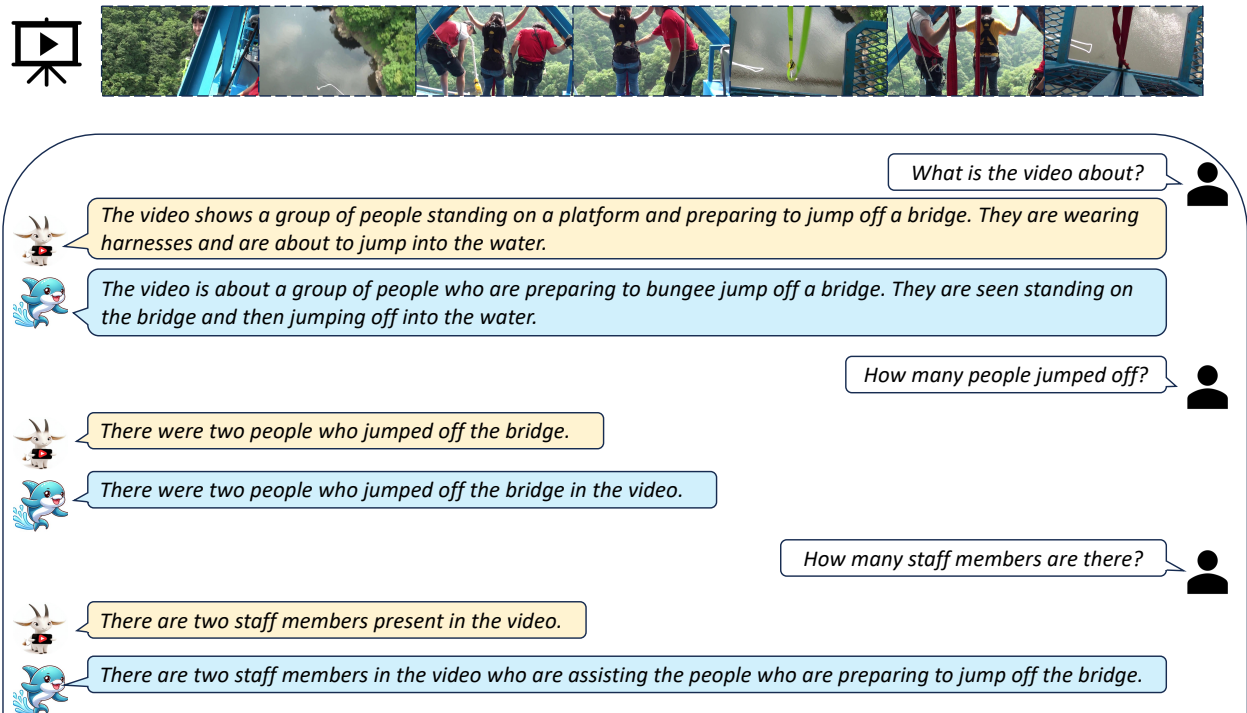 What is the video about?
The video shows a group of people standing on a platform and preparing to jump off a bridge. They are wearing
harnesses and are about to jump into the water.
The video is about a group of people who are preparing to bungee jump off a bridge. They are seen standing on
the bridge and then jumping off into the water.
How many people jumped off?
There were two people who jumped off the bridge.
There were two people who jumped off the bridge in the video.
How many staff members are there?
There are two staff members present in the video.
There are two staff members in the video who are assisting the people who are preparing to jump off the bridge.